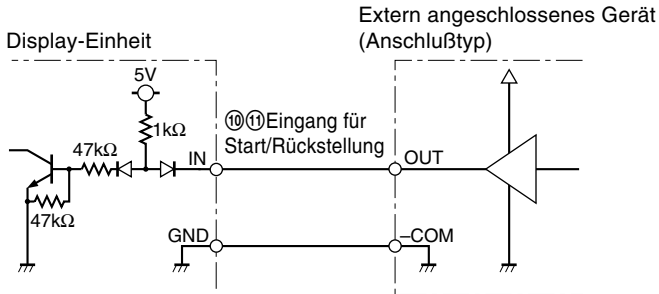 Extern angeschlossenes Gerät
(Anschlußtyp)
Display-Einheit
5V
1kΩ
⑩⑪Eingang für
Start/Rückstellung
47kΩ
IN
OUT
47kΩ
GND
–COM